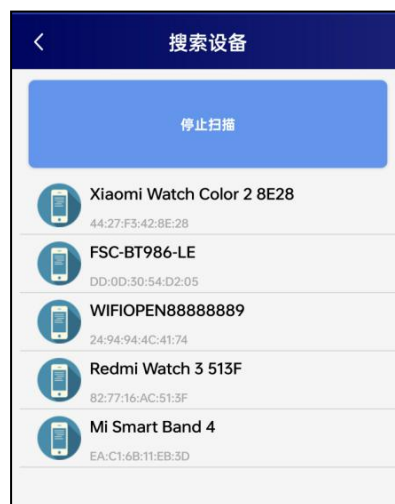 搜索设备
停止扫描
Xiaomi Watch Color 2 8E28
44:27:F3:42:8E:28
FSC-BT986-LE
DD:0D:30:54:D2:05
WIFIOPEN88888889
24:94:94:4C:41:74
Redmi Watch 3 513F
82:77:16:AC:51:3F
Mi Smart Band 4
EA:C1:6B:11:EB:3D